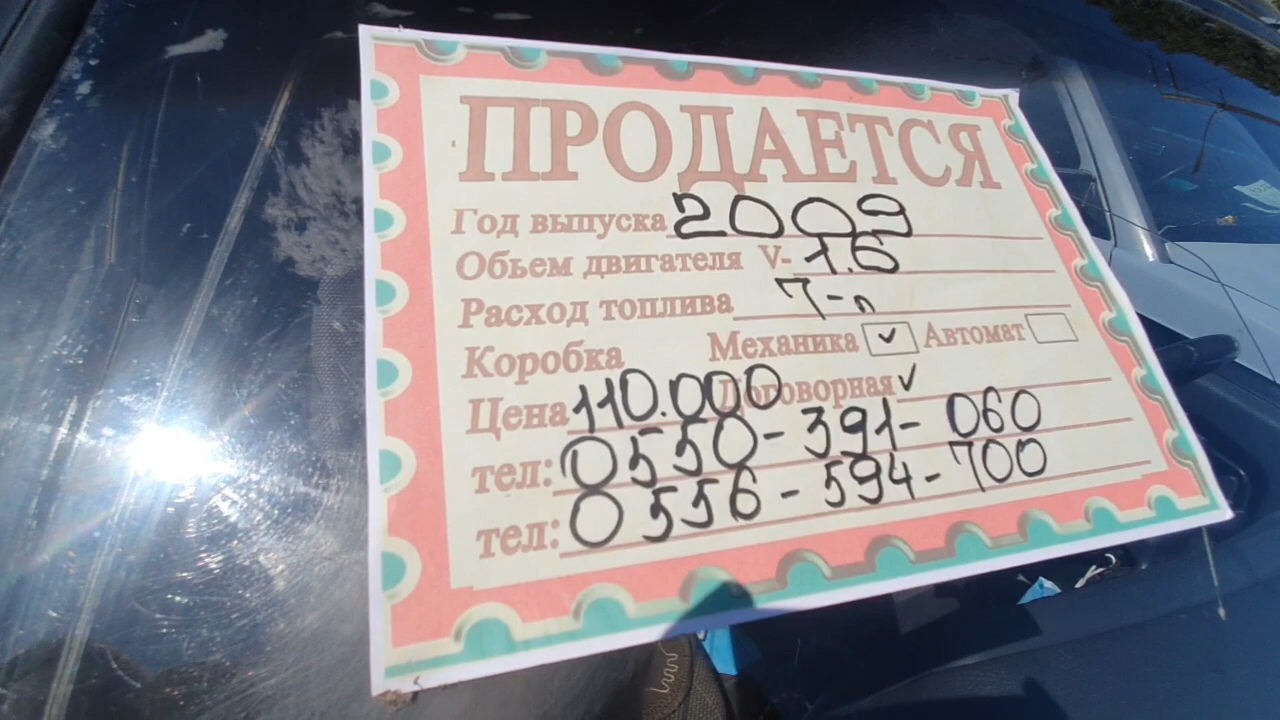 ПРОДАЕТСЯ
Год выпуска 2009
Обьем двигателя V- 1.6
Расход топлива 7-л
Коробка Механика ✓ Автомат
Цена 110.000 Договорная ✓
тел: 0550-391-060
тел: 0556-594-700